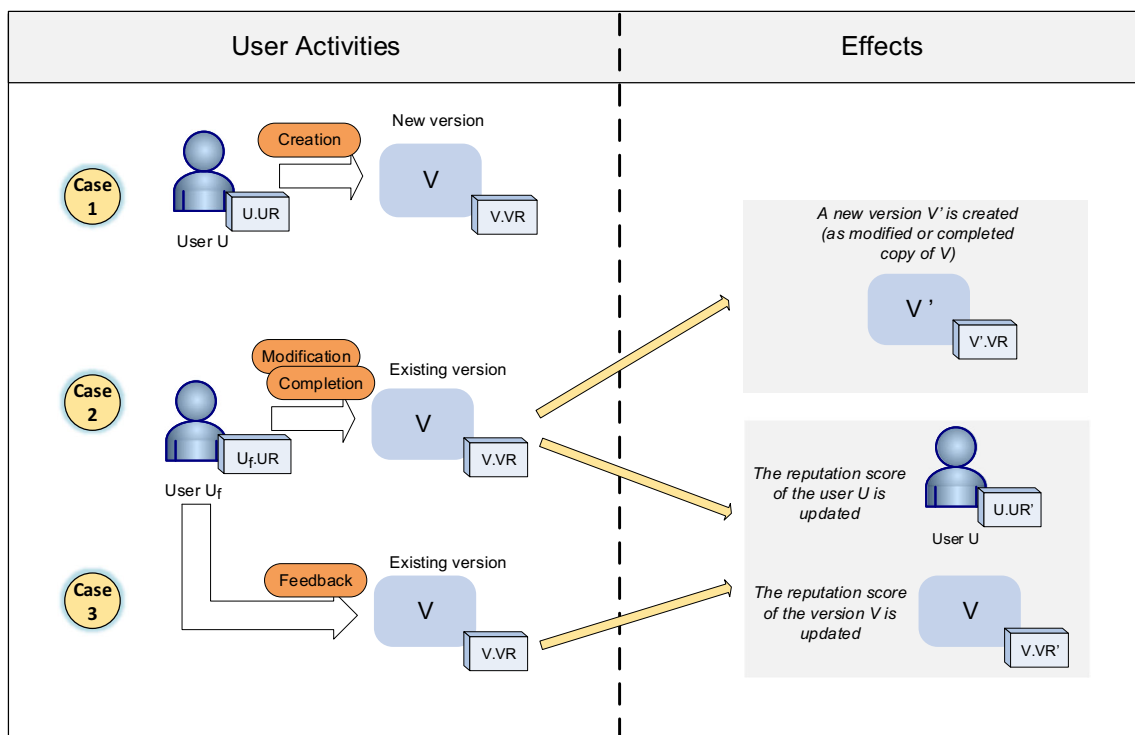 User Activities
Effects
Case
1
Creation
New version
V
V.VR
U.UR
User U
A new version V’ is created
(as modified or completed
copy of V)
V ’
V’.VR
Case
2
Modification
Completion
Existing version
V
V.VR
Uf.UR
User Uf
The reputation score
of the user U is
updated
U.UR’
User U
Case
3
Feedback
Existing version
V
V.VR
The reputation score
of the version V is
updated
V
V.VR’